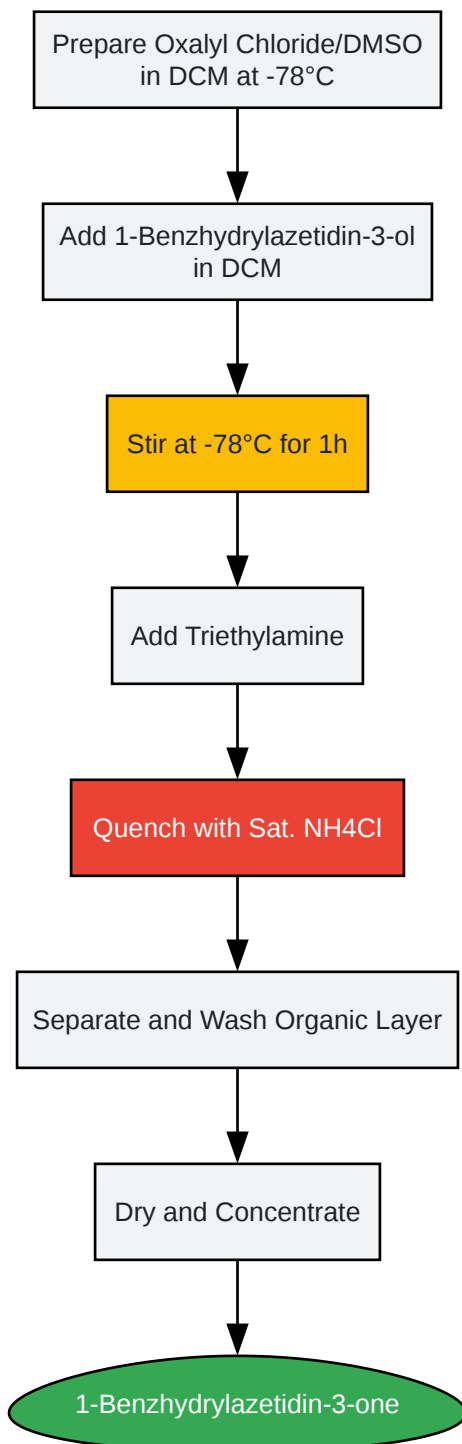 Prepare Oxalyl Chloride/DMSO
in DCM at -78°C
Add 1-Benzhydrylazetidin-3-ol
in DCM
Stir at -78°C for 1h
Add Triethylamine
Quench with Sat. NH4Cl
Separate and Wash Organic Layer
Dry and Concentrate
1-Benzhydrylazetidin-3-one